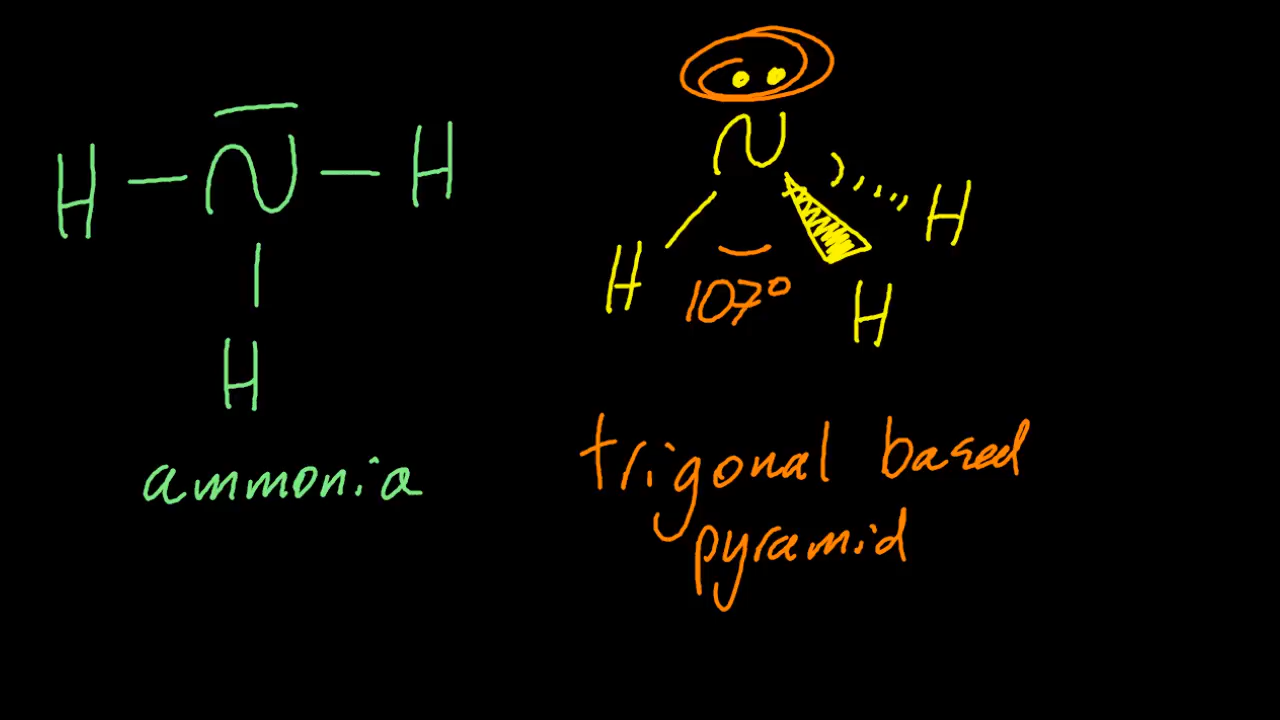 H - N - H
H
ammonia
N
H
H
H
107°
trigonal based
pyramid